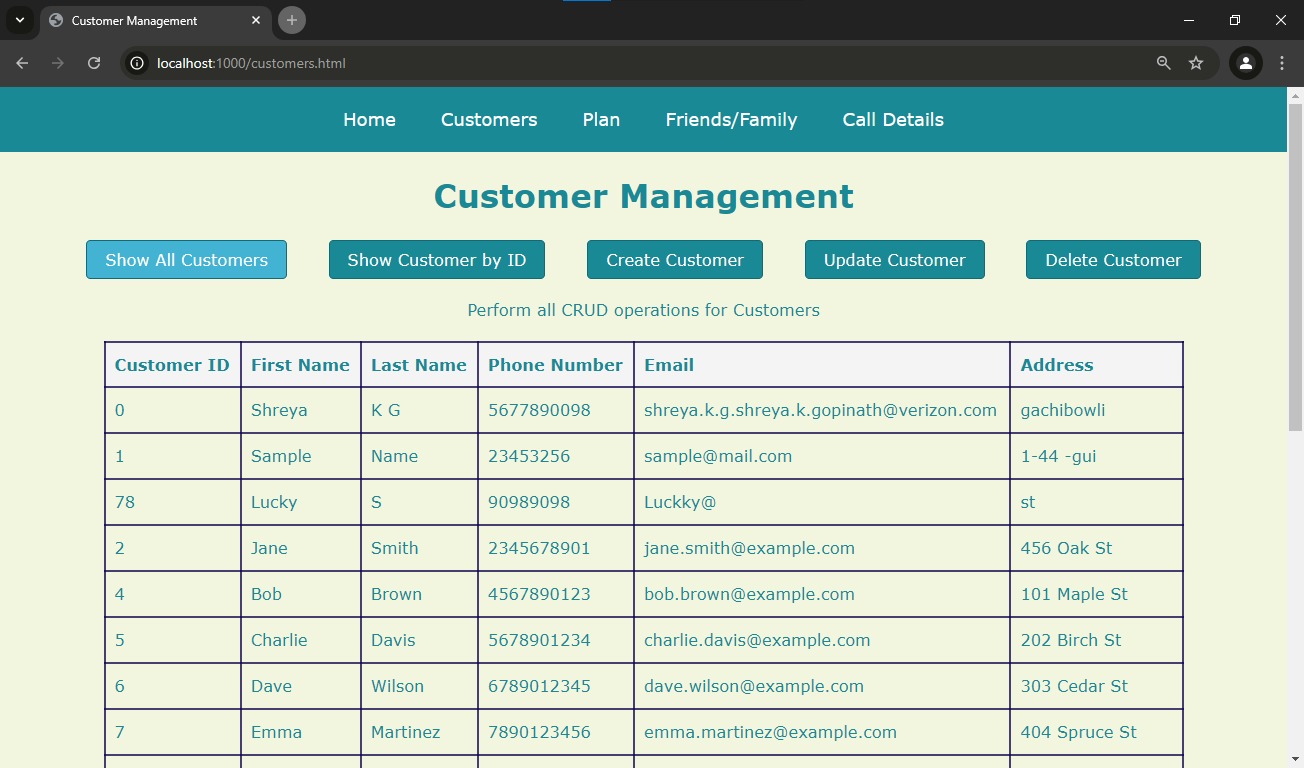 Customer Management
localhost:1000/customers.html
Home Customers Plan Friends/Family Call Details
Customer Management
Show All Customers Show Customer by ID Create Customer Update Customer Delete Customer
Perform all CRUD operations for Customers
Customer ID First Name Last Name Phone Number Email Address
0 Shreya K G 5677890098 shreya.k.g.shreya.k.gopinath@verizon.com gachibowli
1 Sample Name 23453256 sample@mail.com 1-44 -gui
78 Lucky S 90989098 Luckky@ st
2 Jane Smith 2345678901 jane.smith@example.com 456 Oak St
4 Bob Brown 4567890123 bob.brown@example.com 101 Maple St
5 Charlie Davis 5678901234 charlie.davis@example.com 202 Birch St
6 Dave Wilson 6789012345 dave.wilson@example.com 303 Cedar St
7 Emma Martinez 7890123456 emma.martinez@example.com 404 Spruce St